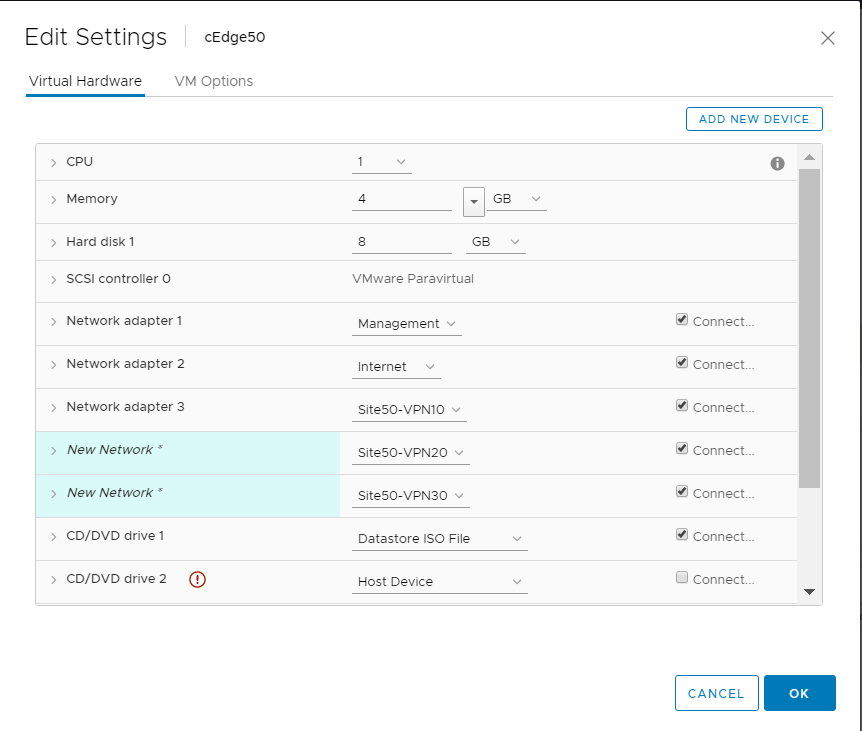 Edit Settings cEdge50
Virtual Hardware VM Options
ADD NEW DEVICE
CPU 1
Memory 4 GB
Hard disk 1 8 GB
SCSI controller 0 VMware Paravirtual
Network adapter 1 Management Connect...
Network adapter 2 Internet Connect...
Network adapter 3 Site50-VPN10 Connect...
New Network * Site50-VPN20 Connect...
New Network * Site50-VPN30 Connect...
CD/DVD drive 1 Datastore ISO File Connect...
CD/DVD drive 2 Host Device Connect...
CANCEL OK